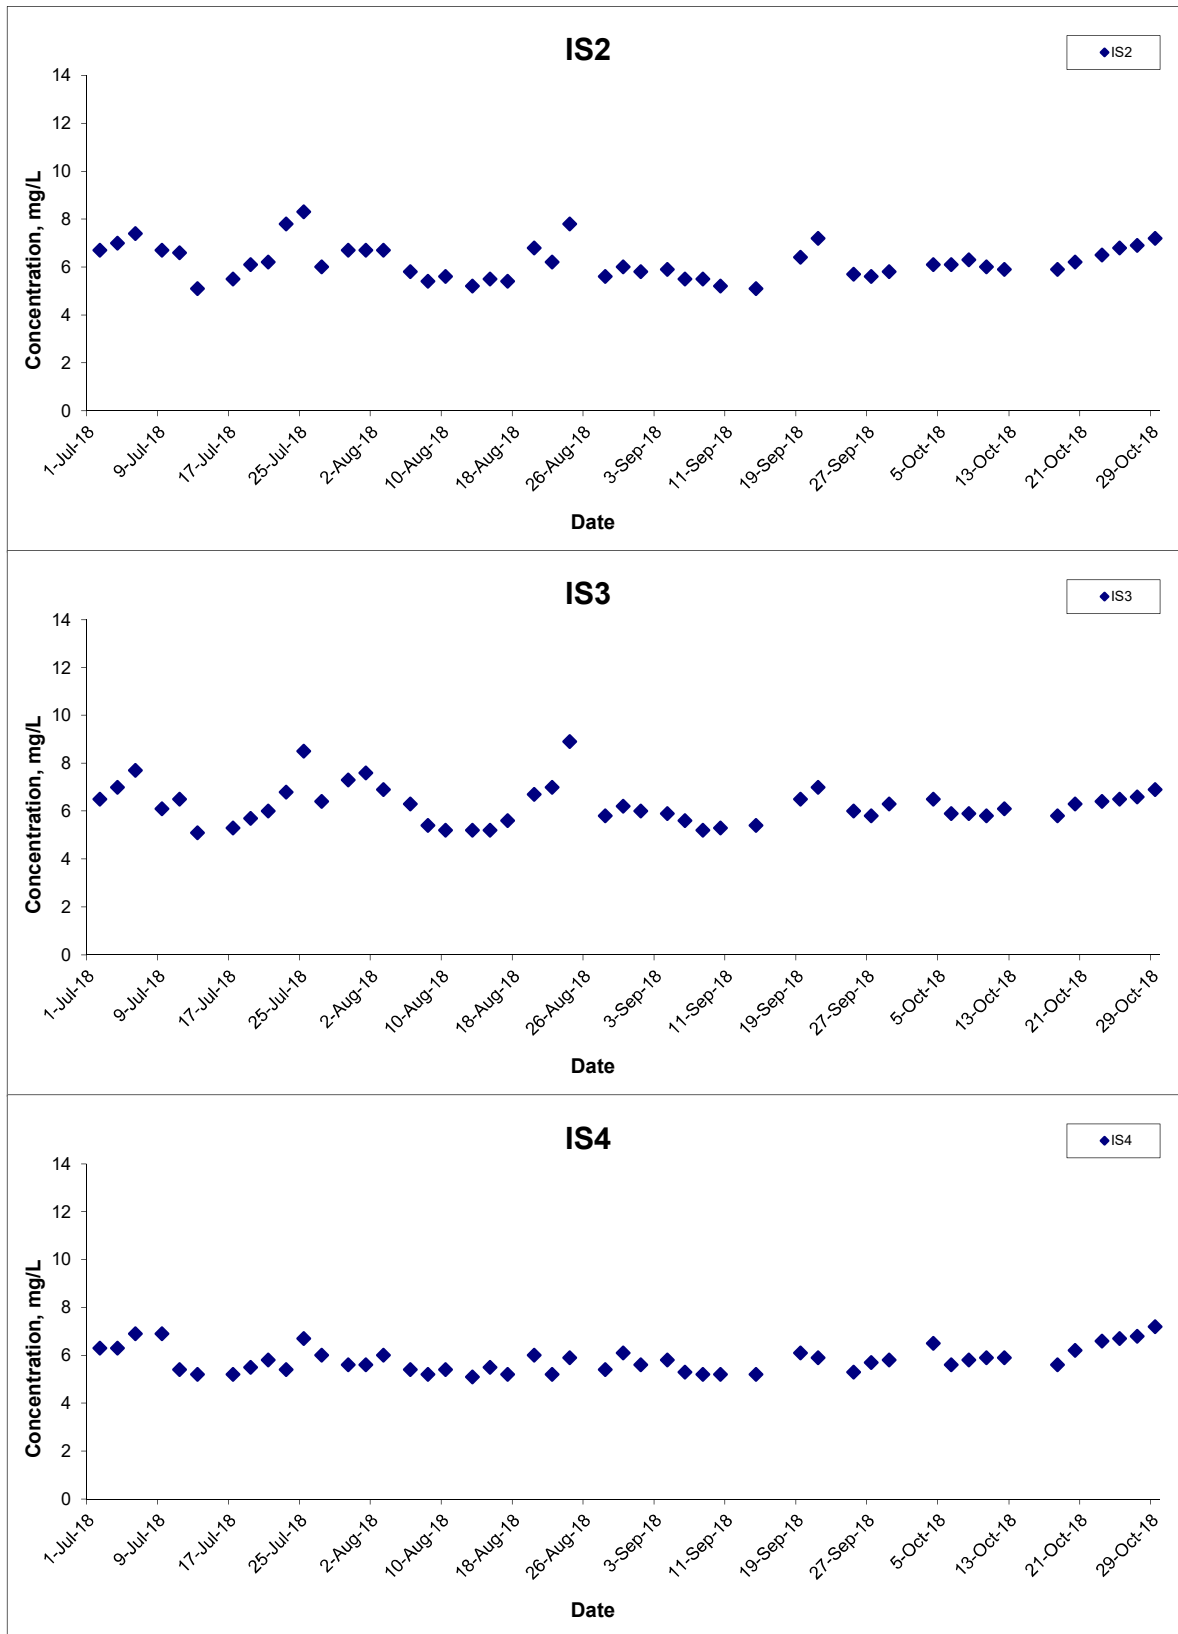 IS2
IS2
14
12
10
8
6
4
2
0
Concentration, mg/L
1-Jul-18 9-Jul-18 17-Jul-18 25-Jul-18 2-Aug-18 10-Aug-18 18-Aug-18 26-Aug-18 3-Sep-18 11-Sep-18 19-Sep-18 27-Sep-18 5-Oct-18 13-Oct-18 21-Oct-18 29-Oct-18
Date
IS3
IS3
14
12
10
8
6
4
2
0
Concentration, mg/L
1-Jul-18 9-Jul-18 17-Jul-18 25-Jul-18 2-Aug-18 10-Aug-18 18-Aug-18 26-Aug-18 3-Sep-18 11-Sep-18 19-Sep-18 27-Sep-18 5-Oct-18 13-Oct-18 21-Oct-18 29-Oct-18
Date
IS4
IS4
14
12
10
8
6
4
2
0
Concentration, mg/L
1-Jul-18 9-Jul-18 17-Jul-18 25-Jul-18 2-Aug-18 10-Aug-18 18-Aug-18 26-Aug-18 3-Sep-18 11-Sep-18 19-Sep-18 27-Sep-18 5-Oct-18 13-Oct-18 21-Oct-18 29-Oct-18
Date